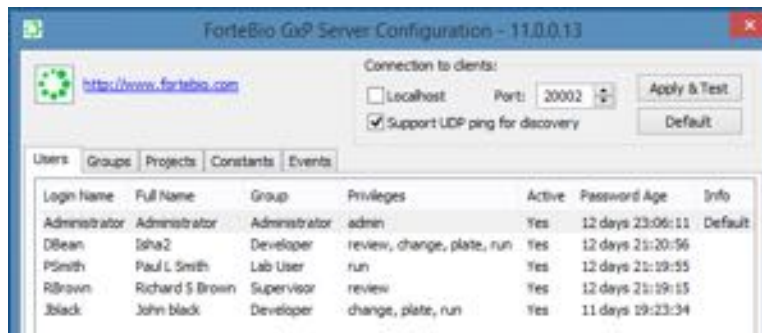 ForteBio GxP Server Configuration - 11.0.0.13
http://www.fortebio.com
Connection to clients:
Localhost Port: 20002 Apply & Test
Support UDP ping for discovery Default
Users Groups Projects Constants Events
Login Name Full Name Group Privileges Active Password Age Info
Administrator Administrator Administrator admin Yes 12 days 23:06:11 Default
DBean Isha2 Developer review, change, plate, run Yes 12 days 21:20:56
PSmith Paul L Smith Lab User run Yes 12 days 21:19:55
RBrown Richard S Brown Supervisor review Yes 12 days 21:19:15
Jblack John black Developer change, plate, run Yes 11 days 19:23:34